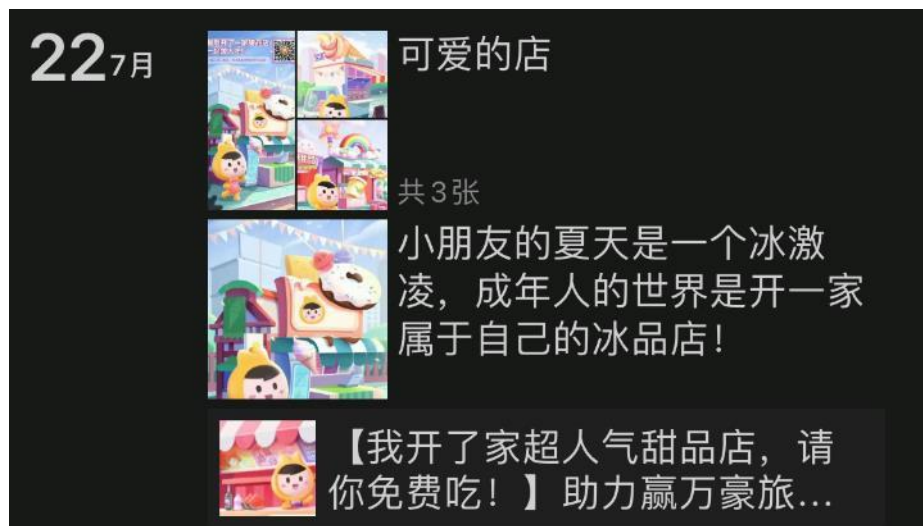 22 7月
可爱的店
共3张
小朋友的夏天是一个冰激
凌，成年人的世界是开一家
属于自己的冰品店！
【我开了家超人气甜品店，请
你免费吃！】助力赢万豪旅...